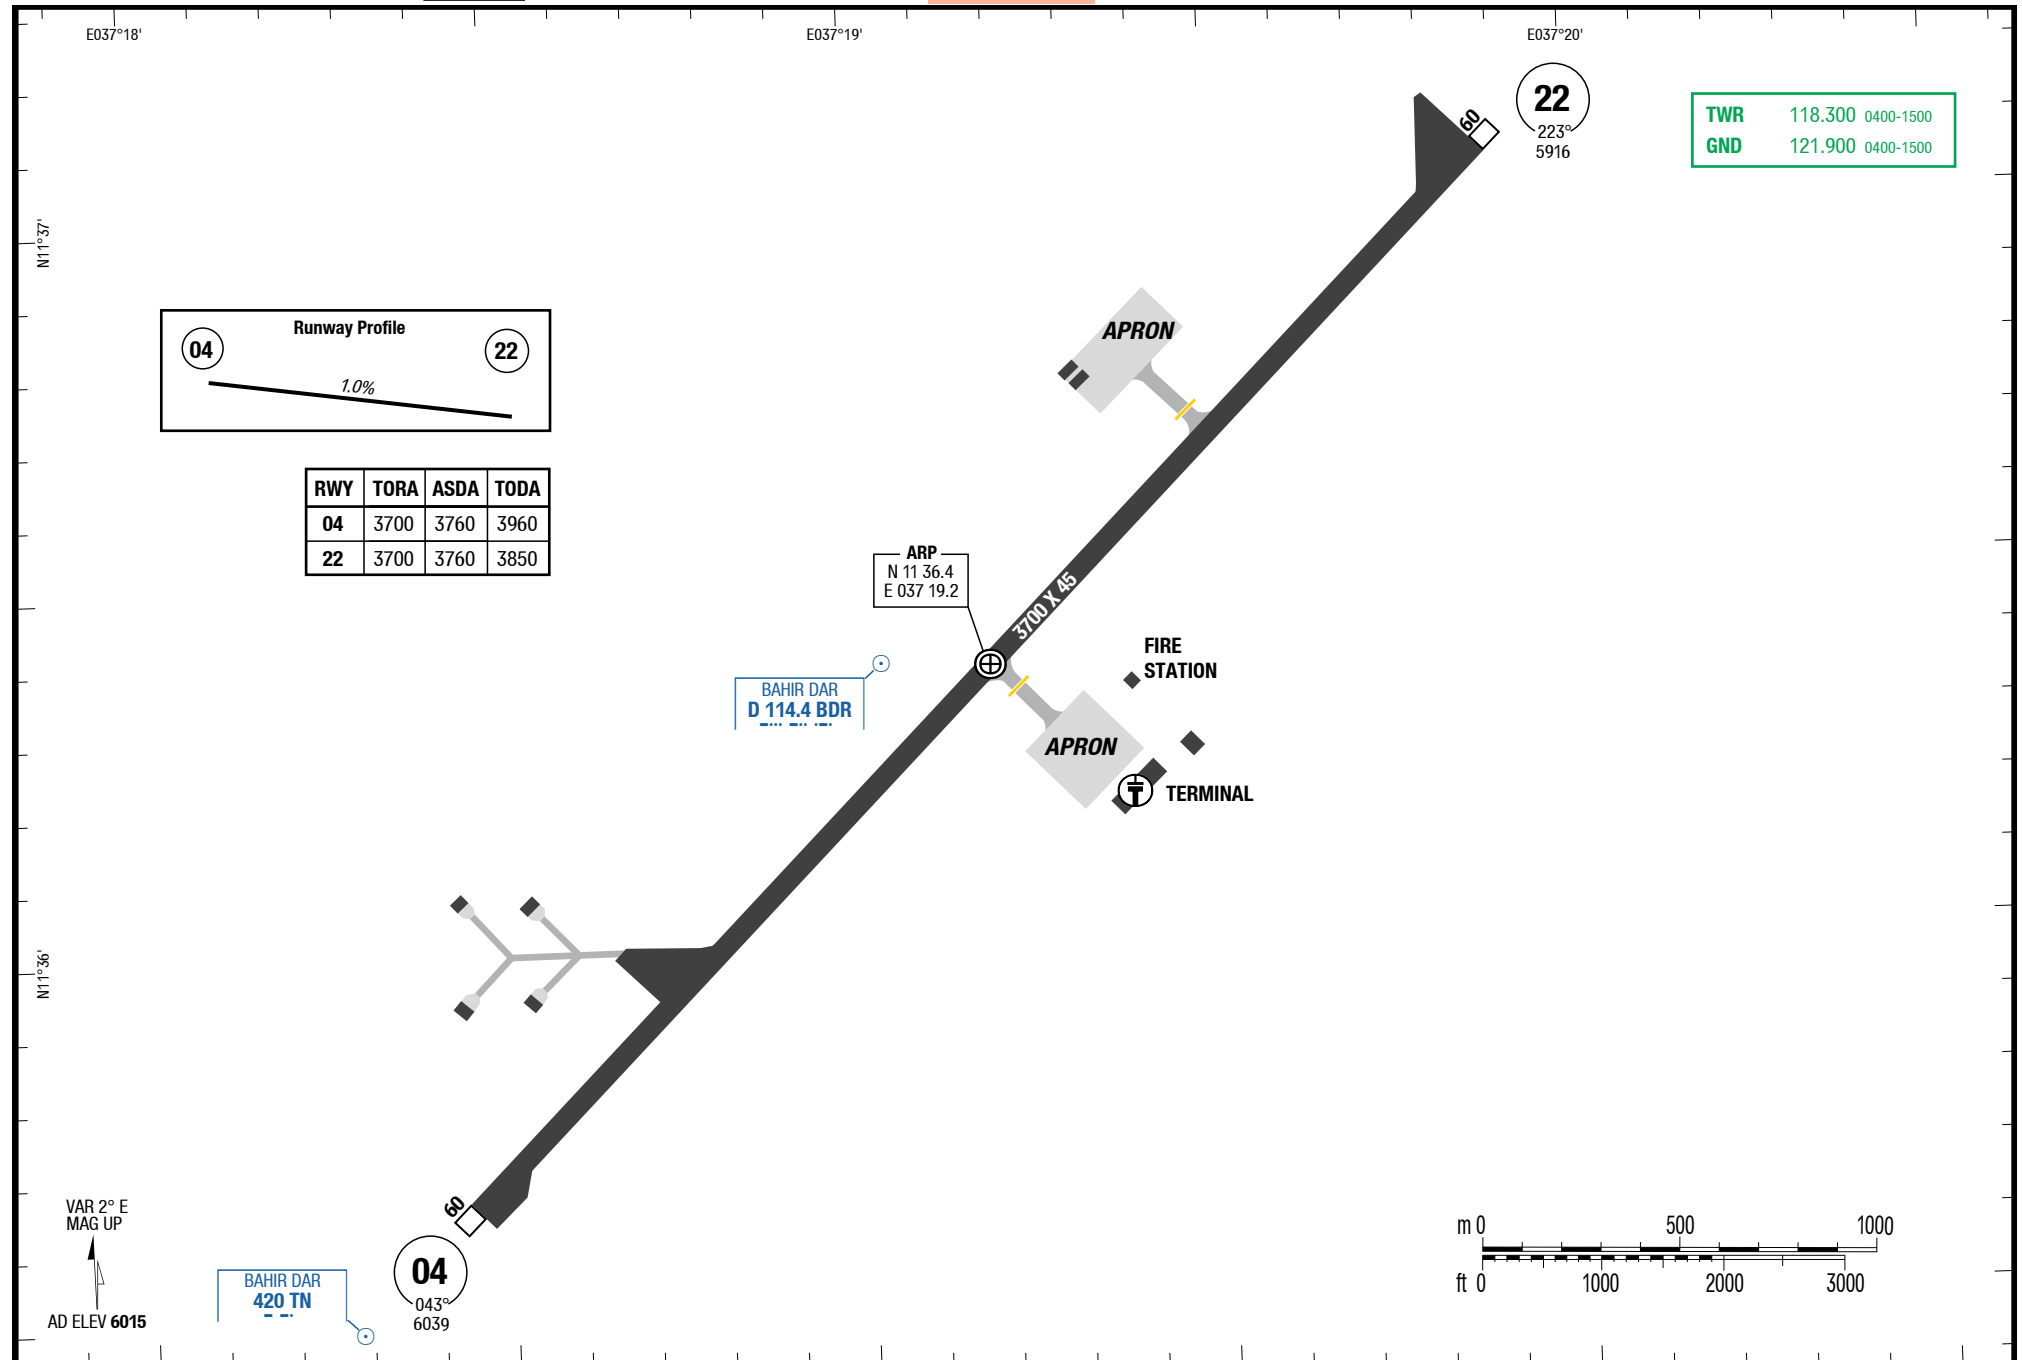 E037°18'
E037°19'
E037°20'
22
223°
5916
60
TWR 118.300 0400-1500
GND 121.900 0400-1500
N11°37'
Runway Profile
04
22
1.0%
APRON
RWY TORA ASDA TODA
04 3700 3760 3960
22 3700 3760 3850
ARP
N 11 36.4
E 037 19.2
3700 X 45
FIRE
STATION
BAHIR DAR
D 114.4 BDR
APRON
TERMINAL
N11°36'
60
04
043°
6039
VAR 2° E
MAG UP
AD ELEV 6015
BAHIR DAR
420 TN
m 0 500 1000
ft 0 1000 2000 3000